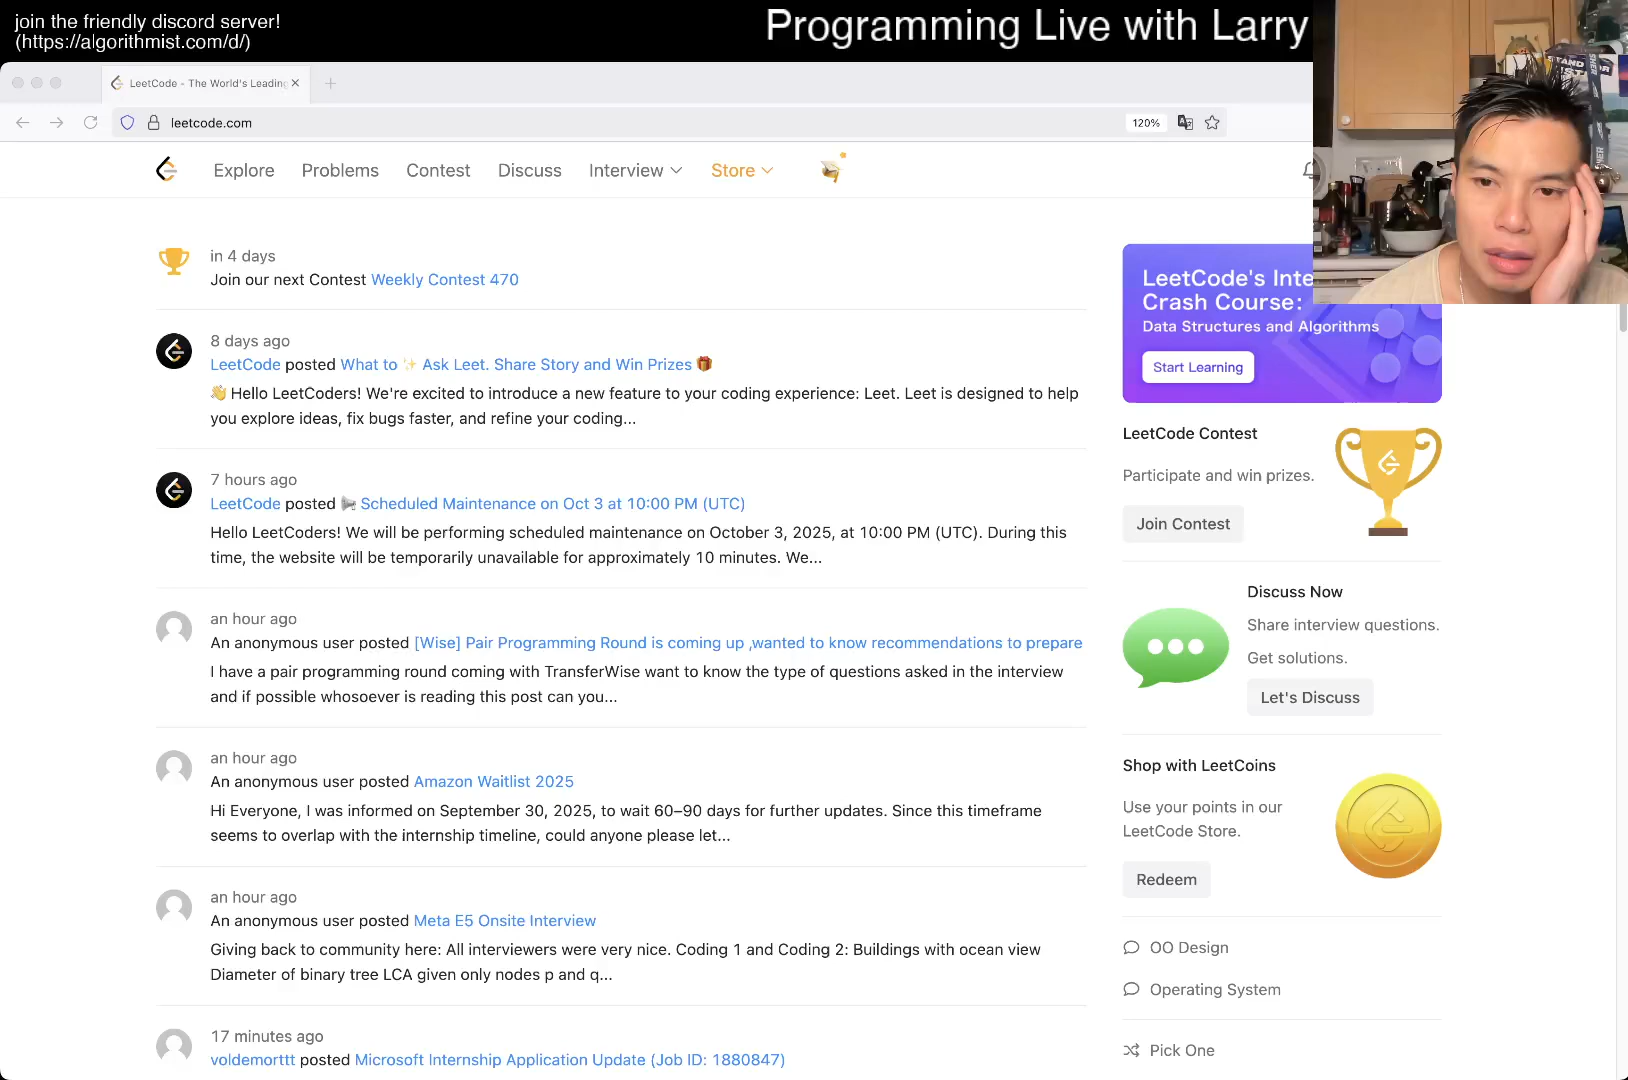 join the friendly discord server!
(https://algorithmist.com/d/)
Programming Live with Larry
LeetCode - The World's Leading
leetcode.com
120%
Explore
Problems
Contest
Discuss
Interview
Store
in 4 days
Join our next Contest Weekly Contest 470
8 days ago
LeetCode posted What to ✨ Ask Leet. Share Story and Win Prizes 🎁
👋 Hello LeetCoders! We're excited to introduce a new feature to your coding experience: Leet. Leet is designed to help
you explore ideas, fix bugs faster, and refine your coding...
7 hours ago
LeetCode posted 📢 Scheduled Maintenance on Oct 3 at 10:00 PM (UTC)
Hello LeetCoders! We will be performing scheduled maintenance on October 3, 2025, at 10:00 PM (UTC). During this
time, the website will be temporarily unavailable for approximately 10 minutes. We...
an hour ago
An anonymous user posted [Wise] Pair Programming Round is coming up ,wanted to know recommendations to prepare
I have a pair programming round coming with TransferWise want to know the type of questions asked in the interview
and if possible whosoever is reading this post can you...
an hour ago
An anonymous user posted Amazon Waitlist 2025
Hi Everyone, I was informed on September 30, 2025, to wait 60–90 days for further updates. Since this timeframe
seems to overlap with the internship timeline, could anyone please let...
an hour ago
An anonymous user posted Meta E5 Onsite Interview
Giving back to community here: All interviewers were very nice. Coding 1 and Coding 2: Buildings with ocean view
Diameter of binary tree LCA given only nodes p and q...
17 minutes ago
voldemorttt posted Microsoft Internship Application Update (Job ID: 1880847)
LeetCode's Inte
Crash Course:
Data Structures and Algorithms
Start Learning
LeetCode Contest
Participate and win prizes.
Join Contest
Discuss Now
Share interview questions.
Get solutions.
Let's Discuss
Shop with LeetCoins
Use your points in our
LeetCode Store.
Redeem
OO Design
Operating System
Pick One